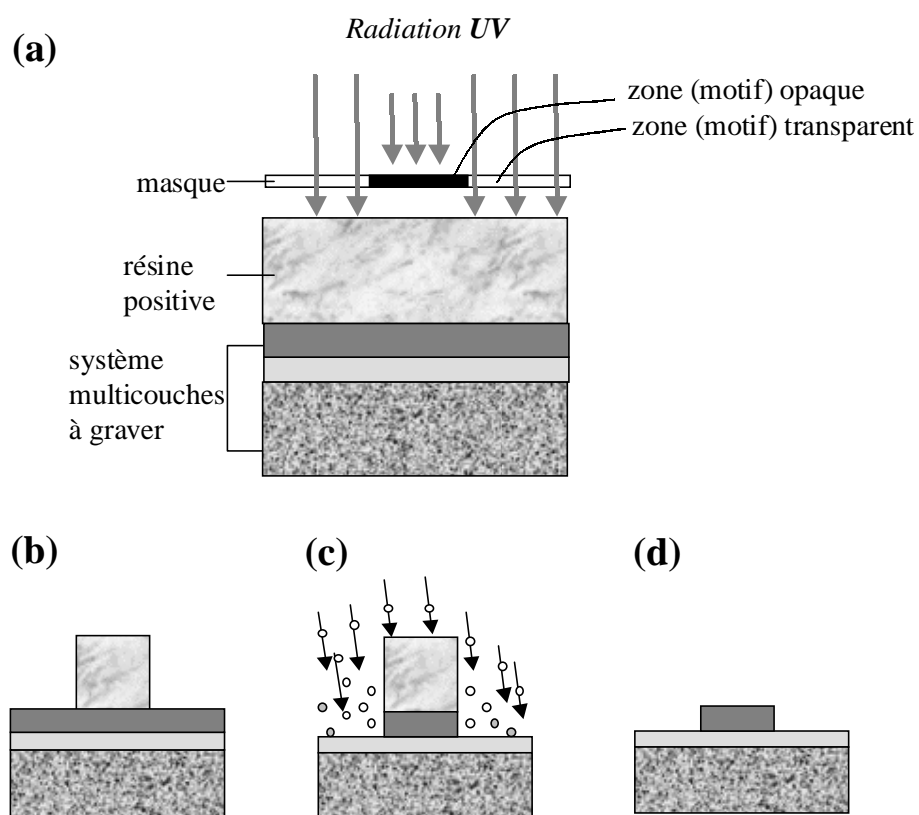 Radiation UV
(a)
zone (motif) opaque
zone (motif) transparent
masque
résine
positive
système
multicouches
à graver
(b)
(c)
(d)